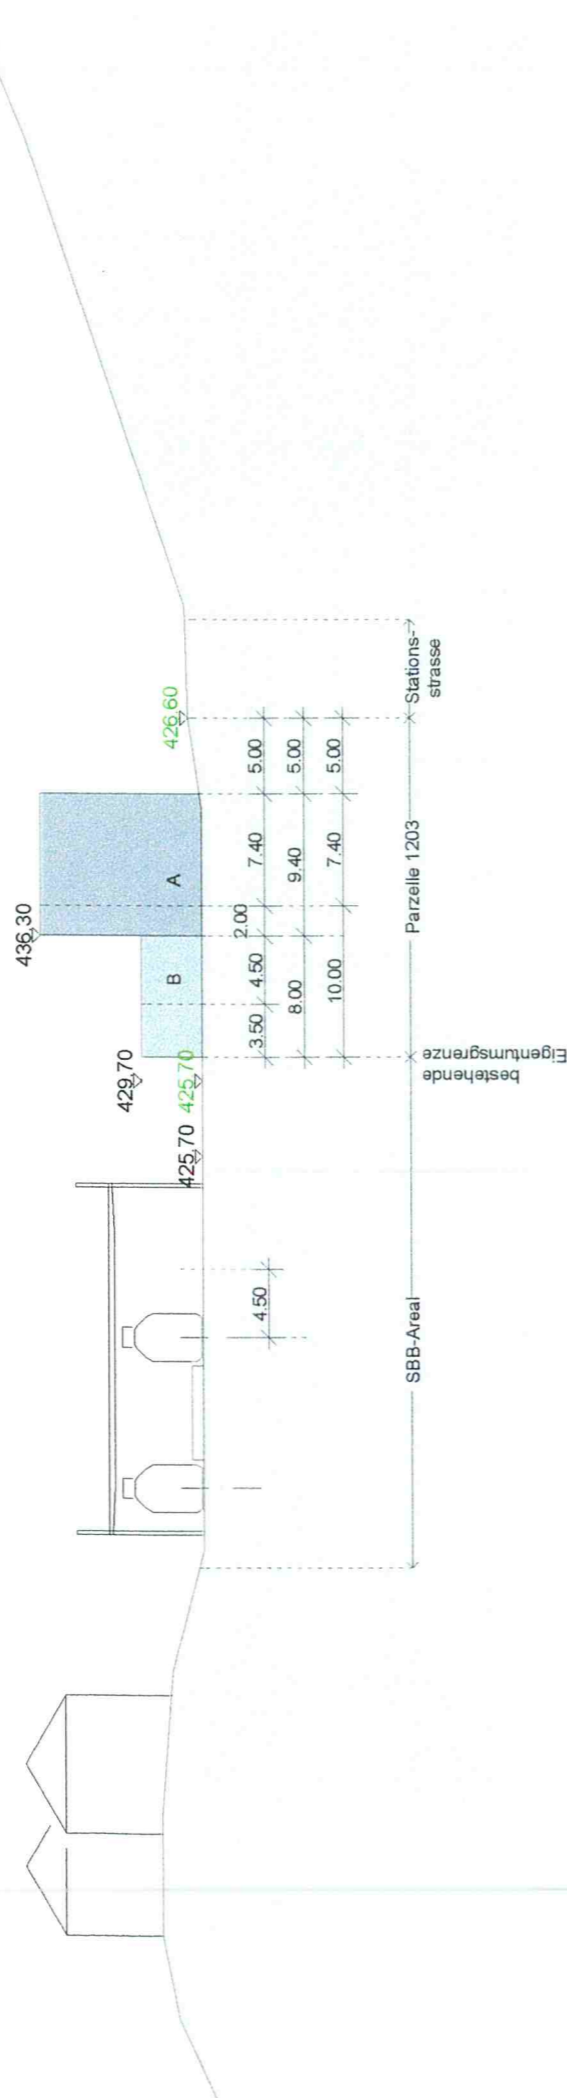 436,30
429,70
425,70
425,70
426,60
B
A
4.50
3.50
4.50
2.00
7.40
5.00
8.00
9.40
5.00
10.00
7.40
5.00
SBB-Areal
bestehende
Eigentumsgrenze
Parzelle 1203
Stations-
strasse